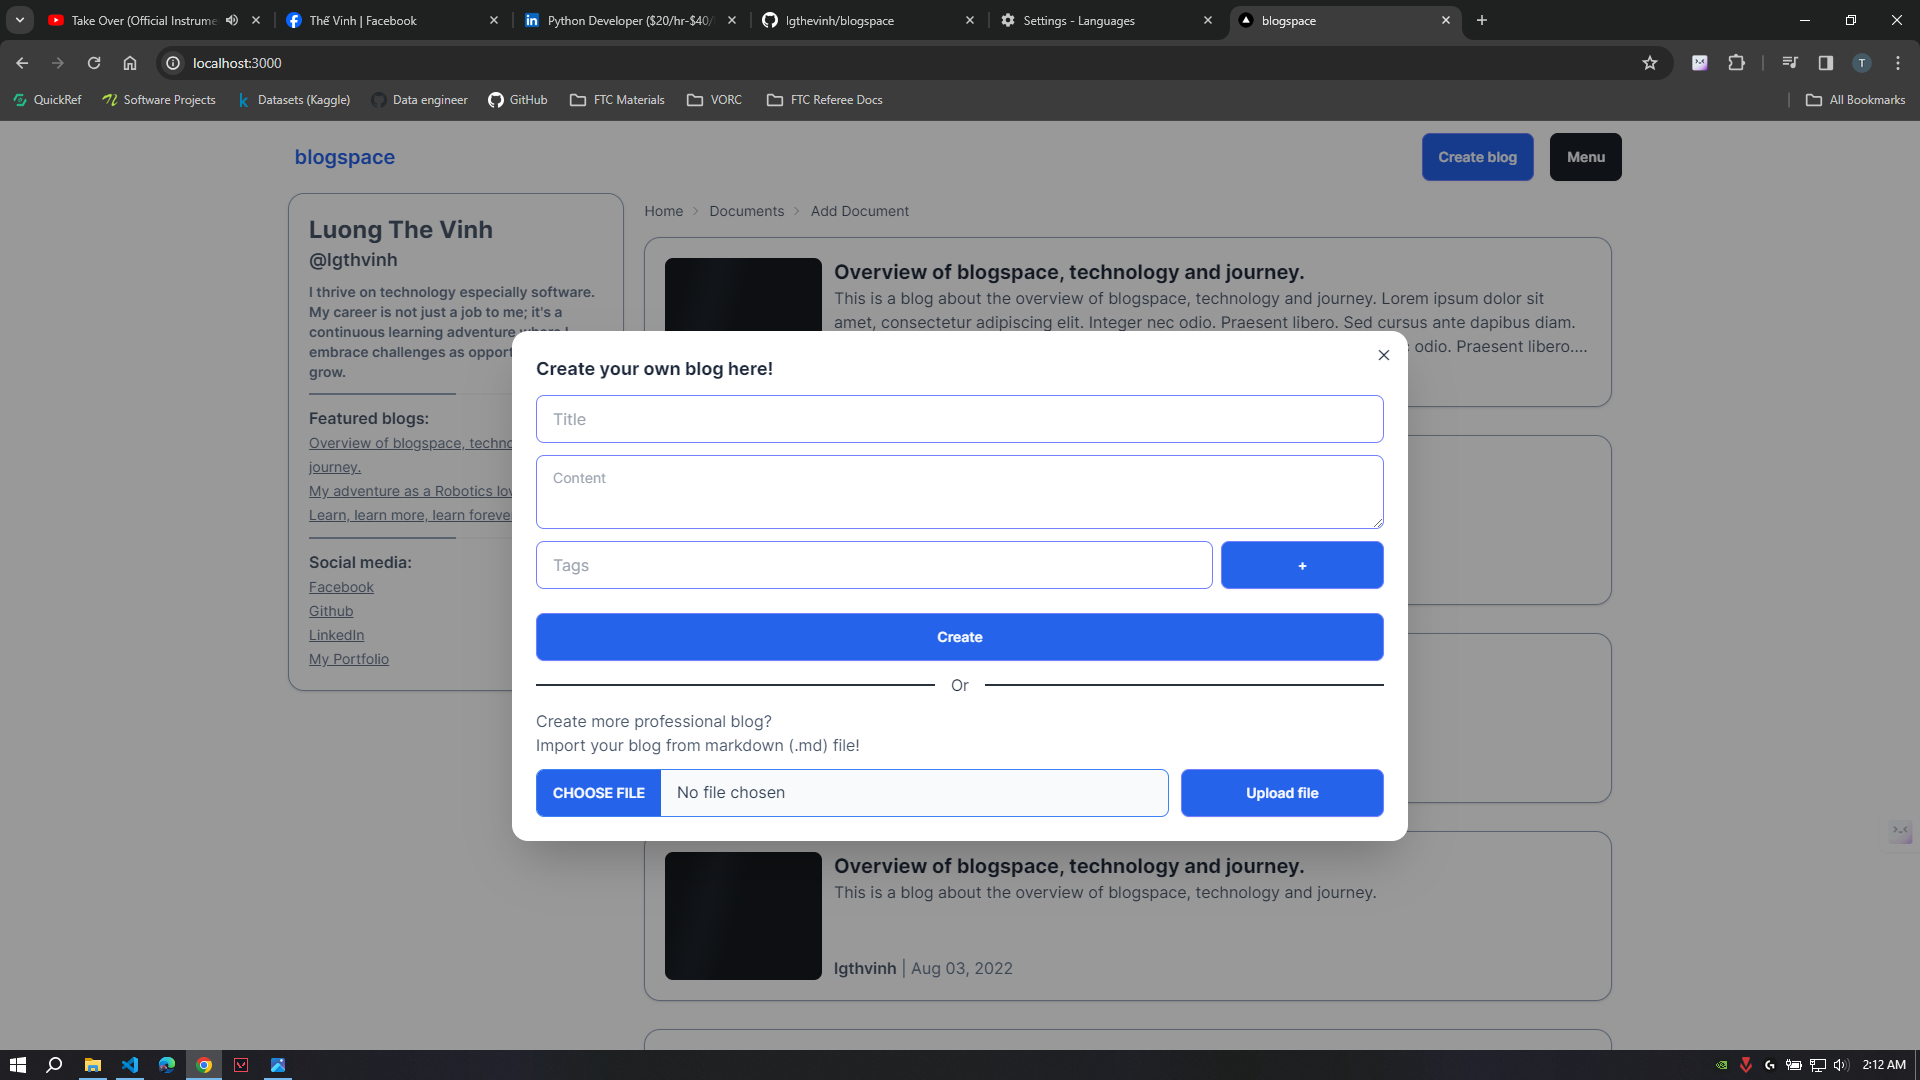 Take Over (Official Instrume
Thế Vinh | Facebook
Python Developer ($20/hr-$40/
lgthevinh/blogspace
Settings - Languages
blogspace
localhost:3000
T
QuickRef
Software Projects
Datasets (Kaggle)
Data engineer
GitHub
FTC Materials
VORC
FTC Referee Docs
All Bookmarks
blogspace
Create blog
Menu
Luong The Vinh
@lgthvinh
I thrive on technology especially software.
My career is not just a job to me; it's a
continuous learning adventure where I
embrace challenges as opport
grow.
Featured blogs:
Overview of blogspace, techno
journey.
My adventure as a Robotics lov
Learn, learn more, learn foreve
Social media:
Facebook
Github
LinkedIn
My Portfolio
Home > Documents > Add Document
Overview of blogspace, technology and journey.
This is a blog about the overview of blogspace, technology and journey. Lorem ipsum dolor sit
amet, consectetur adipiscing elit. Integer nec odio. Praesent libero. Sed cursus ante dapibus diam.
c odio. Praesent libero....
Create your own blog here!
Title
Content
Tags
+
Create
Or
Create more professional blog?
Import your blog from markdown (.md) file!
CHOOSE FILE
No file chosen
Upload file
Overview of blogspace, technology and journey.
This is a blog about the overview of blogspace, technology and journey.
lgthvinh | Aug 03, 2022
2:12 AM